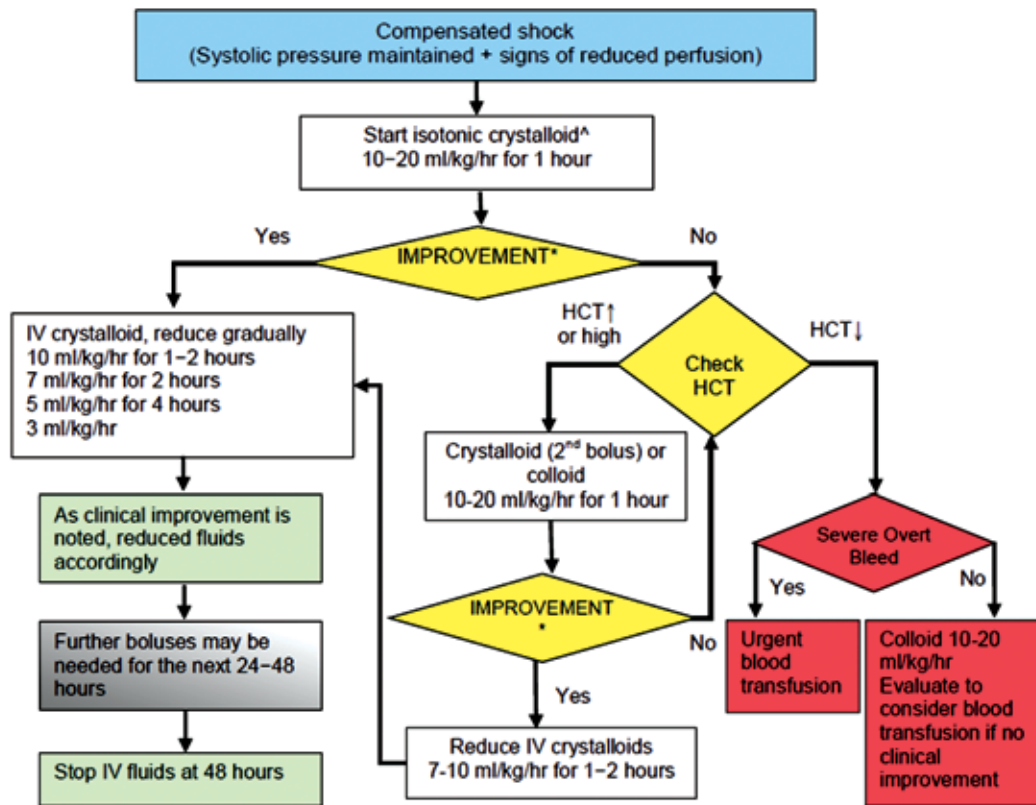 Compensated shock
(Systolic pressure maintained + signs of reduced perfusion)
Start isotonic crystalloid^
10−20 ml/kg/hr for 1 hour
Yes
IMPROVEMENT*
No
IV crystalloid, reduce gradually
10 ml/kg/hr for 1−2 hours
7 ml/kg/hr for 2 hours
5 ml/kg/hr for 4 hours
3 ml/kg/hr
HCT↑
or high
Check
HCT
HCT↓
Crystalloid (2nd bolus) or
colloid
10-20 ml/kg/hr for 1 hour
As clinical improvement is
noted, reduced fluids
accordingly
Severe Overt
Bleed
Yes
No
IMPROVEMENT
*
No
Further boluses may be
needed for the next 24−48
hours
Urgent
blood
transfusion
Colloid 10-20
ml/kg/hr
Evaluate to
consider blood
transfusion if no
clinical
improvement
Yes
Reduce IV crystalloids
7-10 ml/kg/hr for 1−2 hours
Stop IV fluids at 48 hours